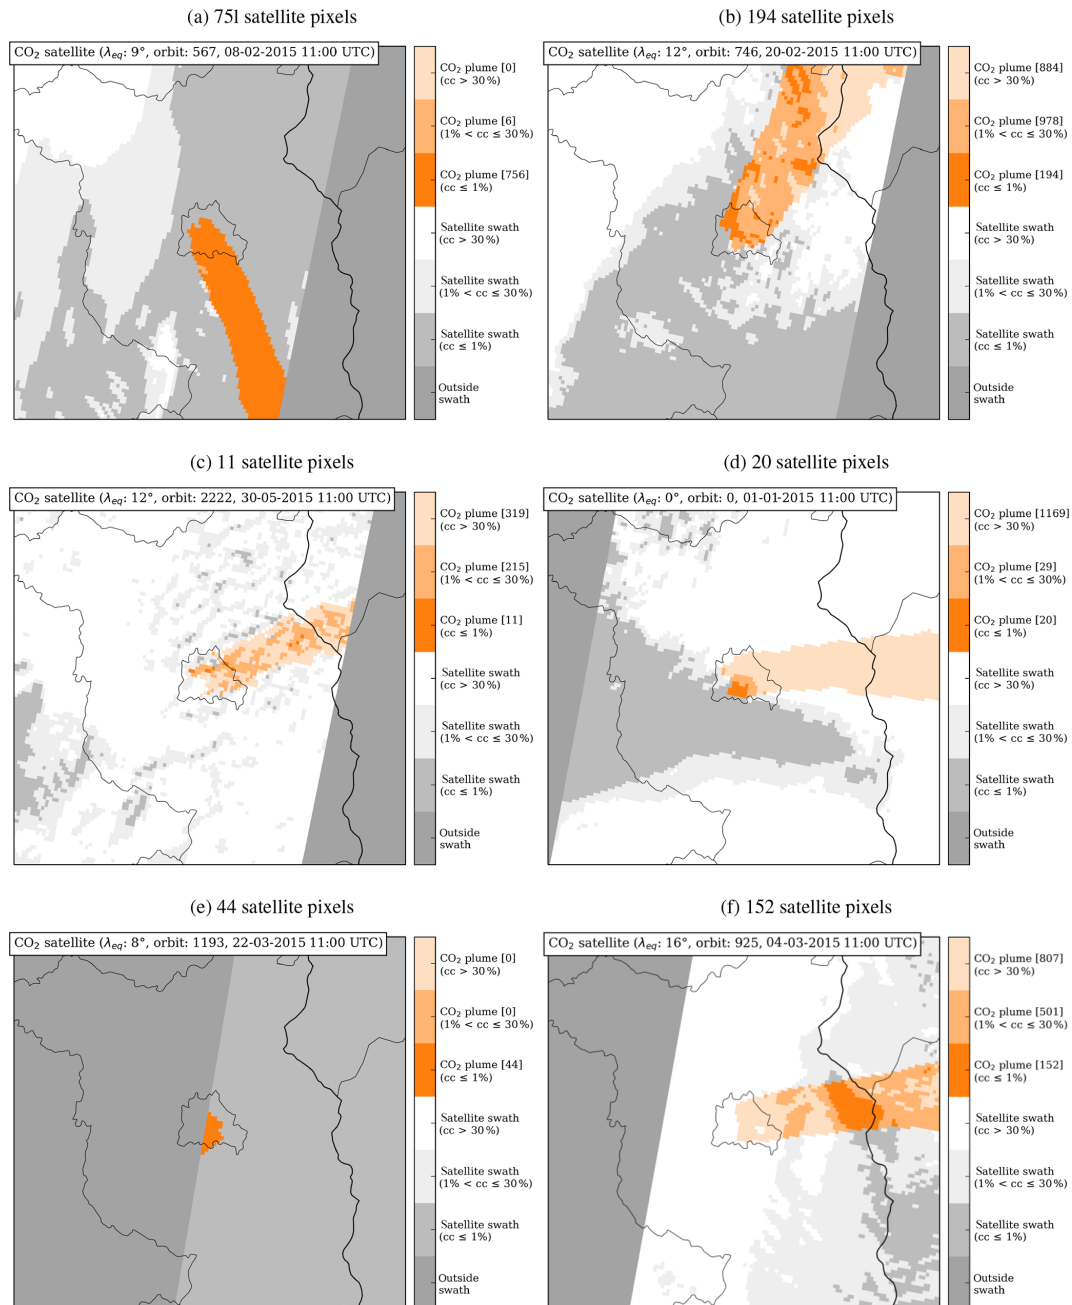 (a) 751 satellite pixels
CO₂ satellite (λeq: 9°, orbit: 567, 08-02-2015 11:00 UTC)
CO₂ plume [0]
(cc > 30%)
CO₂ plume [6]
(1% < cc ≤ 30%)
CO₂ plume [756]
(cc ≤ 1%)
Satellite swath
(cc > 30%)
Satellite swath
(1% < cc ≤ 30%)
Satellite swath
(cc ≤ 1%)
Outside
swath
(b) 194 satellite pixels
CO₂ satellite (λeq: 12°, orbit: 746, 20-02-2015 11:00 UTC)
CO₂ plume [884]
(cc > 30%)
CO₂ plume [978]
(1% < cc ≤ 30%)
CO₂ plume [194]
(cc ≤ 1%)
Satellite swath
(cc > 30%)
Satellite swath
(1% < cc ≤ 30%)
Satellite swath
(cc ≤ 1%)
Outside
swath
(c) 11 satellite pixels
CO₂ satellite (λeq: 12°, orbit: 2222, 30-05-2015 11:00 UTC)
CO₂ plume [319]
(cc > 30%)
CO₂ plume [215]
(1% < cc ≤ 30%)
CO₂ plume [11]
(cc ≤ 1%)
Satellite swath
(cc > 30%)
Satellite swath
(1% < cc ≤ 30%)
Satellite swath
(cc ≤ 1%)
Outside
swath
(d) 20 satellite pixels
CO₂ satellite (λeq: 0°, orbit: 0, 01-01-2015 11:00 UTC)
CO₂ plume [1169]
(cc > 30%)
CO₂ plume [29]
(1% < cc ≤ 30%)
CO₂ plume [20]
(cc ≤ 1%)
Satellite swath
(cc > 30%)
Satellite swath
(1% < cc ≤ 30%)
Satellite swath
(cc ≤ 1%)
Outside
swath
(e) 44 satellite pixels
CO₂ satellite (λeq: 8°, orbit: 1193, 22-03-2015 11:00 UTC)
CO₂ plume [0]
(cc > 30%)
CO₂ plume [0]
(1% < cc ≤ 30%)
CO₂ plume [44]
(cc ≤ 1%)
Satellite swath
(cc > 30%)
Satellite swath
(1% < cc ≤ 30%)
Satellite swath
(cc ≤ 1%)
Outside
swath
(f) 152 satellite pixels
CO₂ satellite (λeq: 16°, orbit: 925, 04-03-2015 11:00 UTC)
CO₂ plume [807]
(cc > 30%)
CO₂ plume [501]
(1% < cc ≤ 30%)
CO₂ plume [152]
(cc ≤ 1%)
Satellite swath
(cc > 30%)
Satellite swath
(1% < cc ≤ 30%)
Satellite swath
(cc ≤ 1%)
Outside
swath